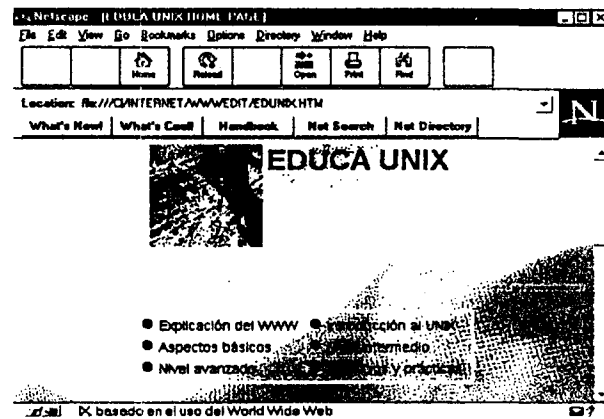 Netscape - [EDUCA UNIX HOME PAGE]
File Edit View Go Bookmarks Options Directory Window Help
Home Reload Open Print Find
Location: file:///C|/INTERNET/WWWEDIT/EDUNIX.HTM
What's New! What's Cool! Handbook Net Search Net Directory
N
EDUCA UNIX
Explicación del WWW
Introducción al UNIX
Aspectos básicos
intermedio
Nivel avanzado
y prácticas
basado en el uso del World Wide Web